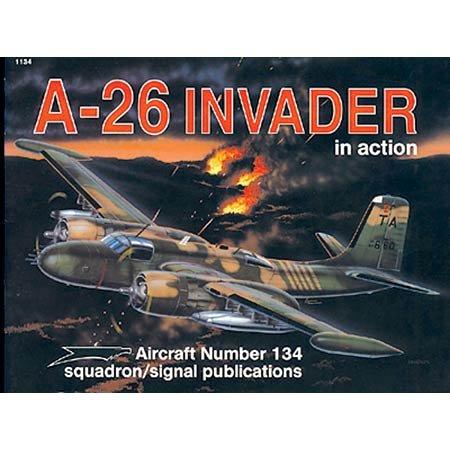 1134
A-26 INVADER
in action
TA
Aircraft Number 134
squadron/signal publications